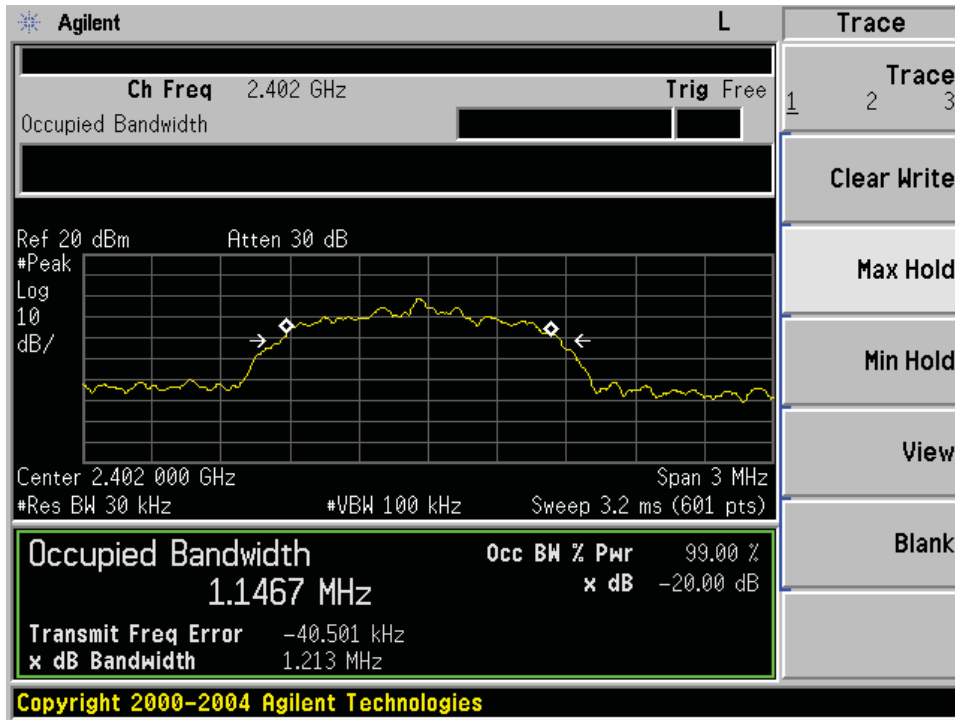 Agilent L Trace
Ch Freq 2.402 GHz Trig Free
Occupied Bandwidth
Trace
1 2 3
Clear Write
Ref 20 dBm Atten 30 dB
#Peak
Log
10
dB/
Max Hold
Min Hold
View
Center 2.402 000 GHz Span 3 MHz
#Res BW 30 kHz #VBW 100 kHz Sweep 3.2 ms (601 pts)
Occupied Bandwidth
1.1467 MHz
Occ BW % Pwr 99.00 %
x dB -20.00 dB
Transmit Freq Error -40.501 kHz
x dB Bandwidth 1.213 MHz
Blank
Copyright 2000-2004 Agilent Technologies